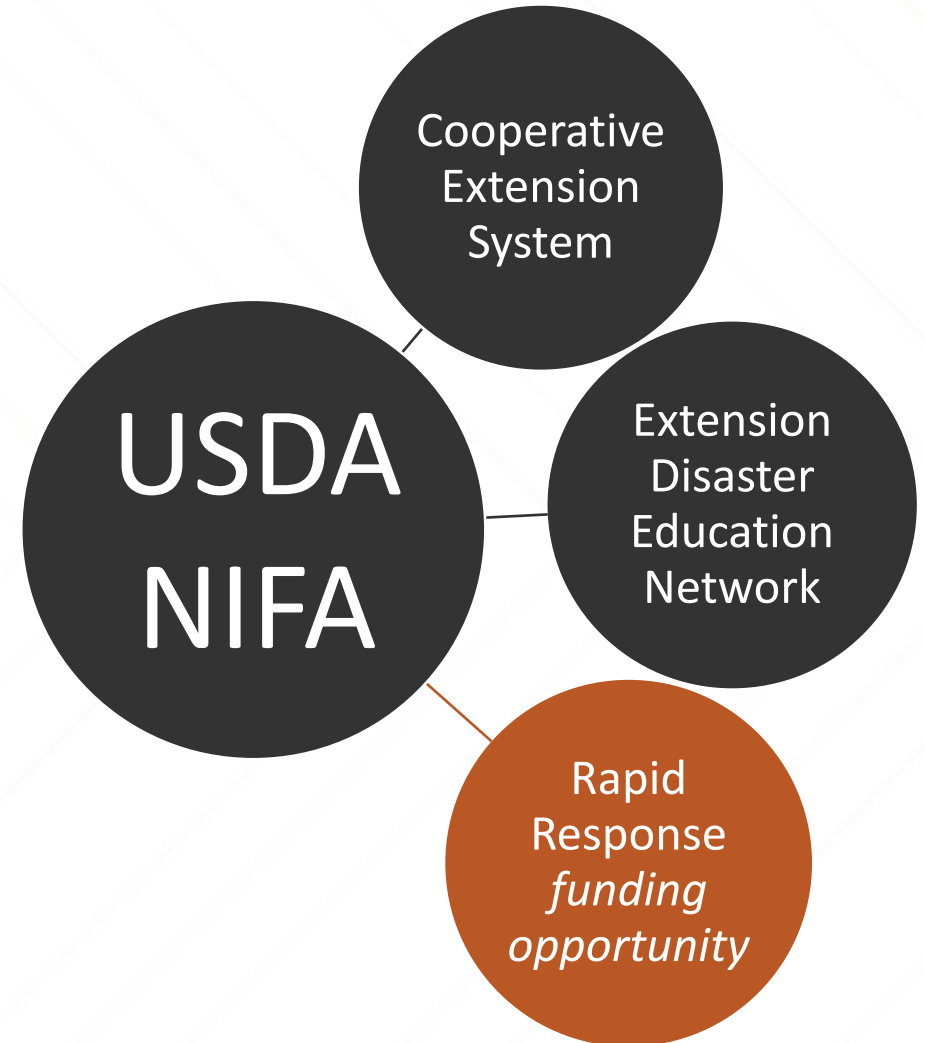 Cooperative
Extension
System
USDA
NIFA
Extension
Disaster
Education
Network
Rapid
Response
funding
opportunity